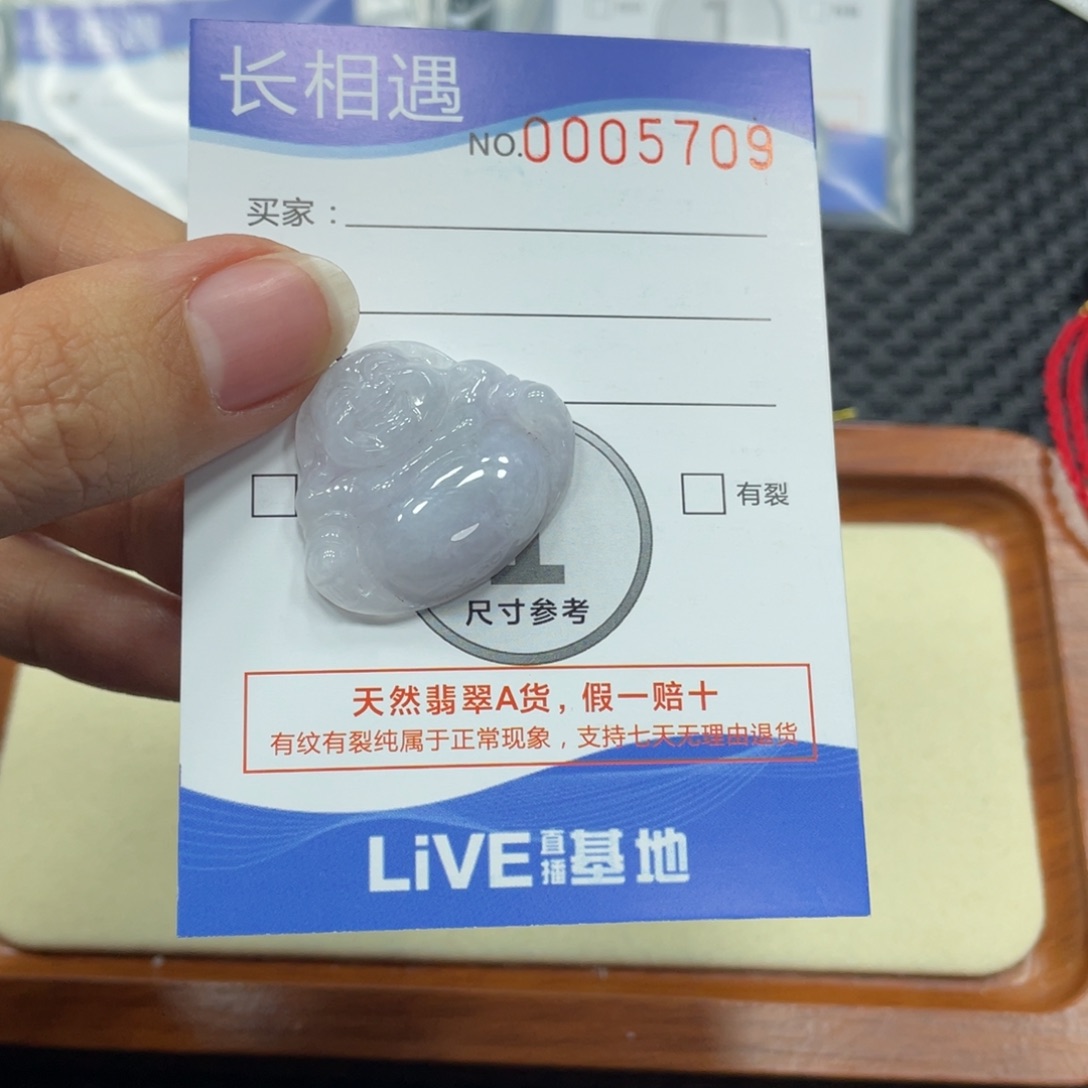 长相遇
NO.0005709
买家：
有裂
1
尺寸参考
天然翡翠A货，假一赔十
有纹有裂纯属于正常现象，支持七天无理由退货
LiVE直播基地